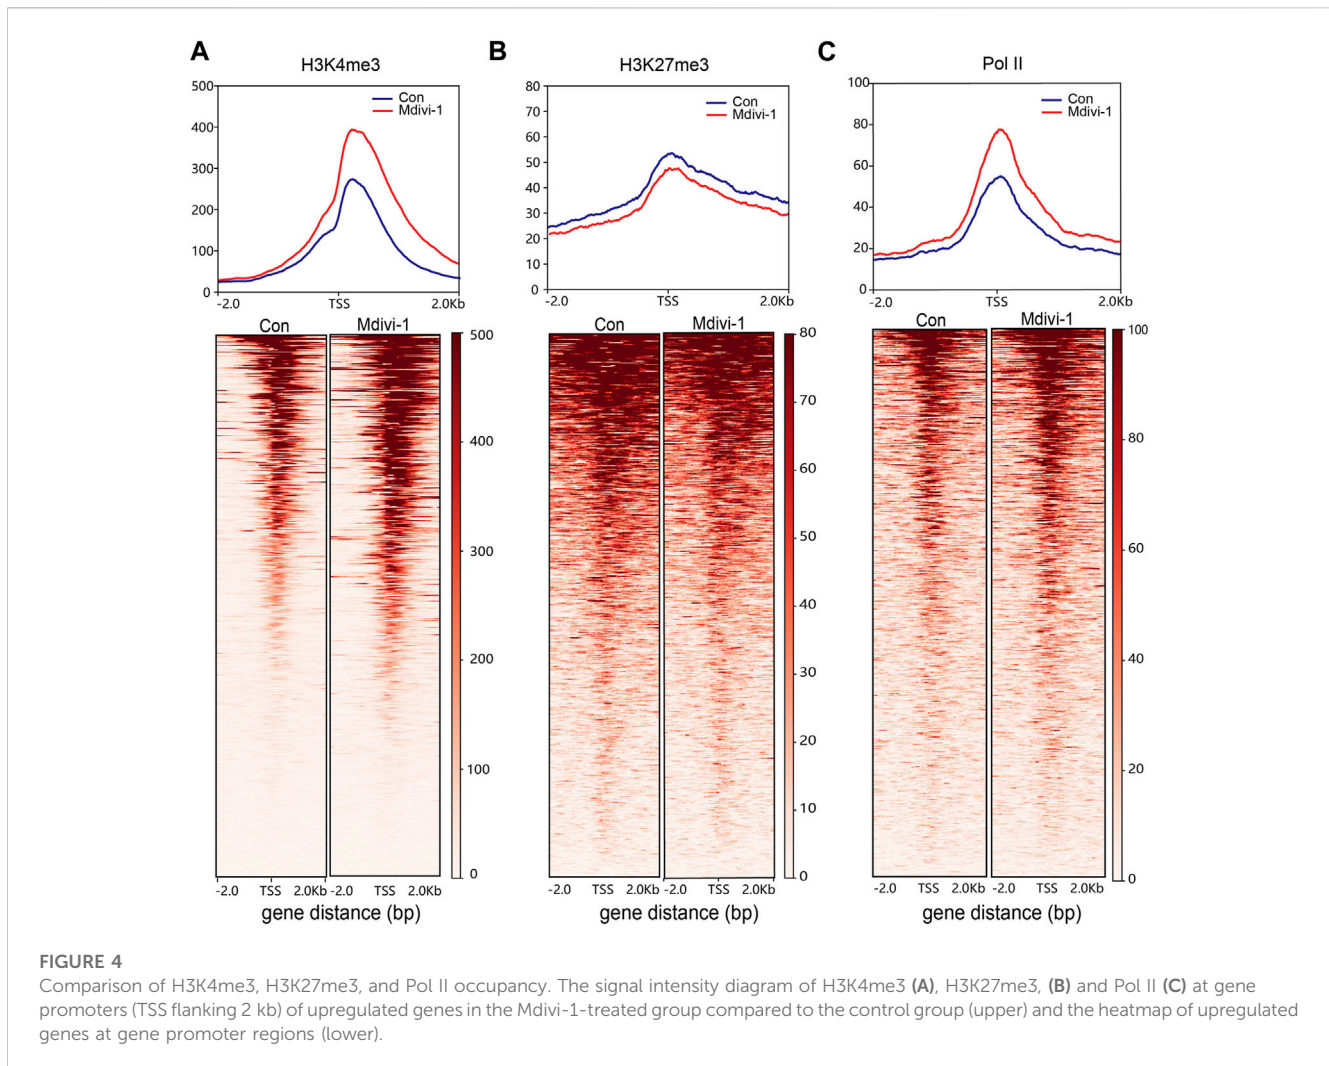 A
H3K4me3
500
400
300
200
100
0
Con
Mdivi-1
-2.0
TSS
2.0Kb
B
H3K27me3
80
70
60
50
40
30
20
10
0
Con
Mdivi-1
-2.0
TSS
2.0Kb
C
Pol II
100
80
60
40
20
0
Con
Mdivi-1
-2.0
TSS
2.0Kb
Con
Mdivi-1
500
400
300
200
100
0
-2.0 TSS 2.0Kb -2.0 TSS 2.0Kb
gene distance (bp)
Con
Mdivi-1
80
70
60
50
40
30
20
10
0
-2.0 TSS 2.0Kb -2.0 TSS 2.0Kb
gene distance (bp)
Con
Mdivi-1
100
80
60
40
20
0
-2.0 TSS 2.0Kb -2.0 TSS 2.0Kb
gene distance (bp)
FIGURE 4
Comparison of H3K4me3, H3K27me3, and Pol II occupancy. The signal intensity diagram of H3K4me3 (A), H3K27me3, (B) and Pol II (C) at gene
promoters (TSS flanking 2 kb) of upregulated genes in the Mdivi-1-treated group compared to the control group (upper) and the heatmap of upregulated
genes at gene promoter regions (lower).